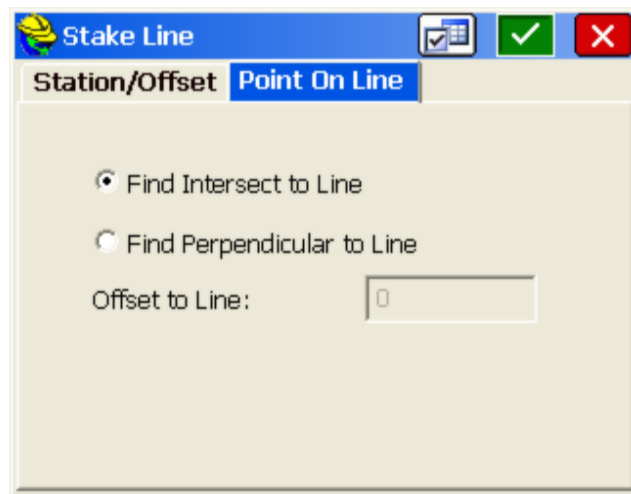 Stake Line
Station/Offset Point On Line
Find Intersect to Line
Find Perpendicular to Line
Offset to Line: 0